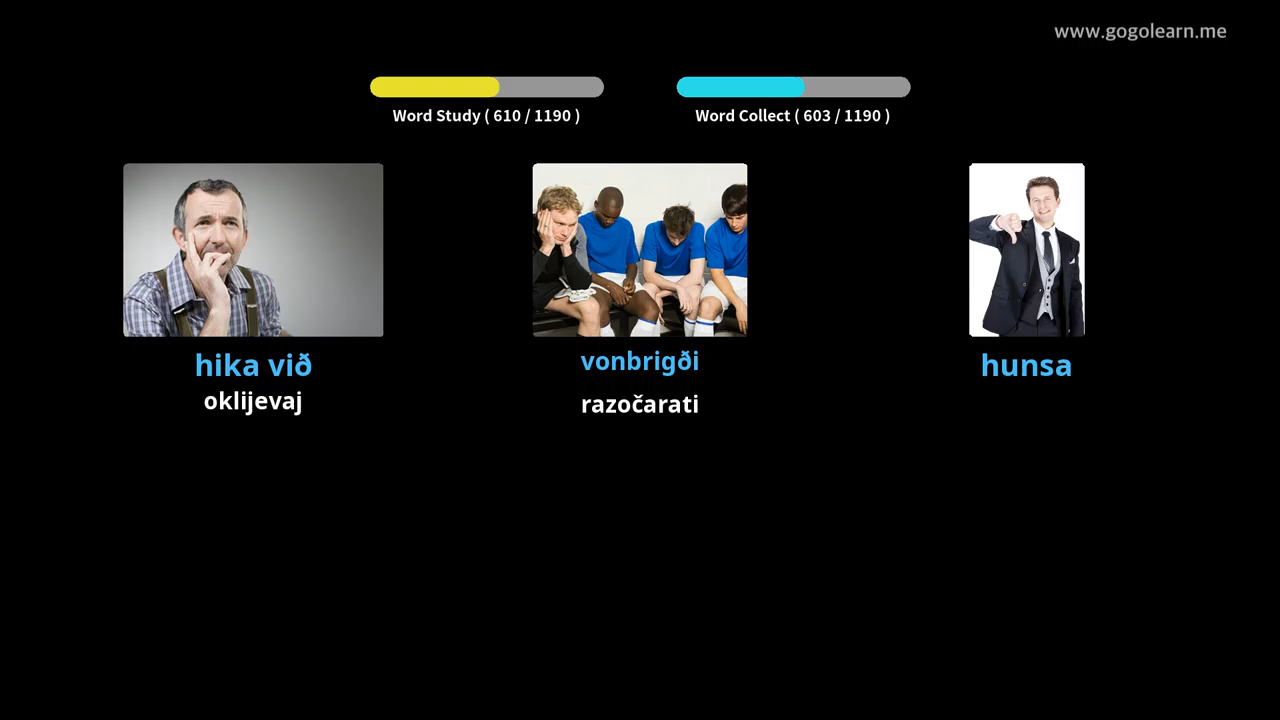 www.gogolearn.me
Word Study ( 610 / 1190 )
Word Collect ( 603 / 1190 )
hika við
vonbrigði
hunsa
oklijevaj
razočarati